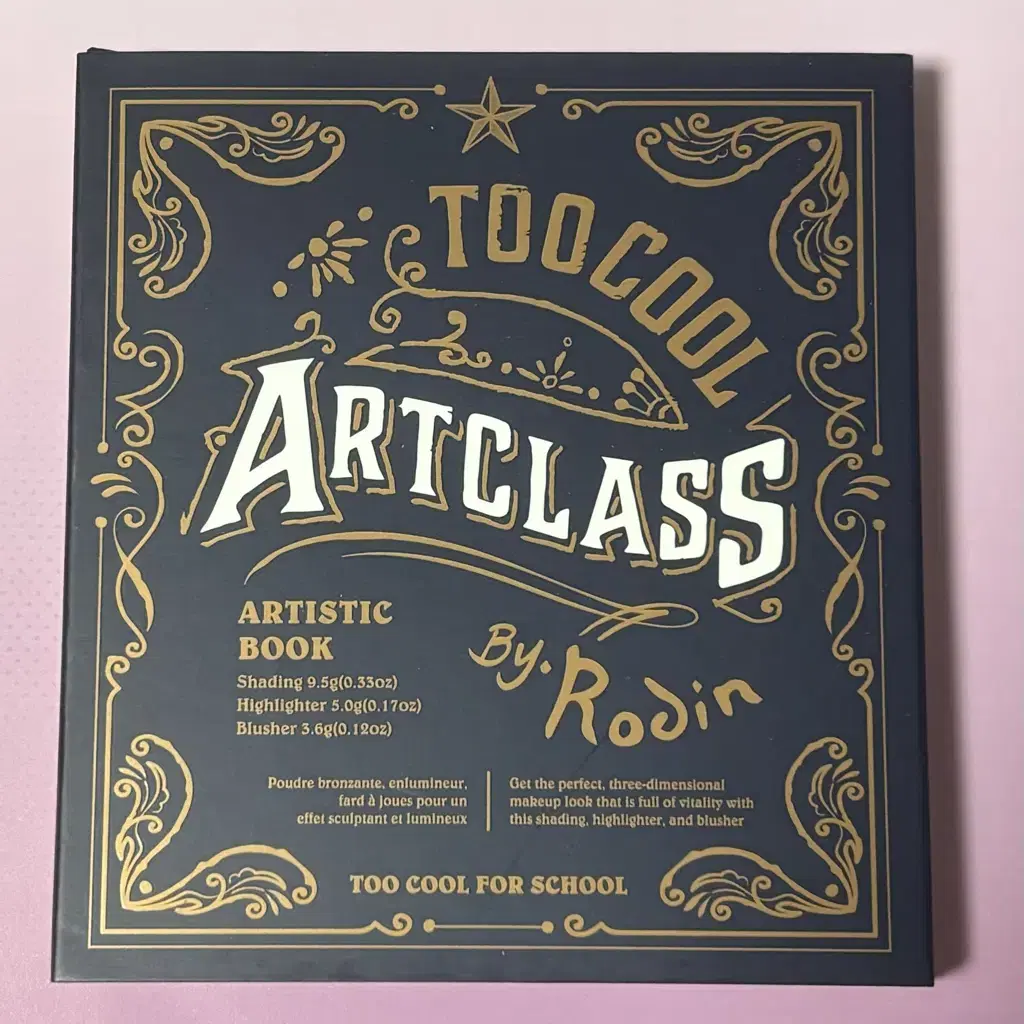 TOO COOL
ARTCLASS
By. Rodin
ARTISTIC
BOOK
Shading 9.5g(0.33oz)
Highlighter 5.0g(0.17oz)
Blusher 3.6g(0.12oz)
Poudre bronzante, enlumineur,
fard à joues pour un
effet sculptant et lumineux
Get the perfect, three-dimensional
makeup look that is full of vitality with
this shading, highlighter, and blusher
TOO COOL FOR SCHOOL